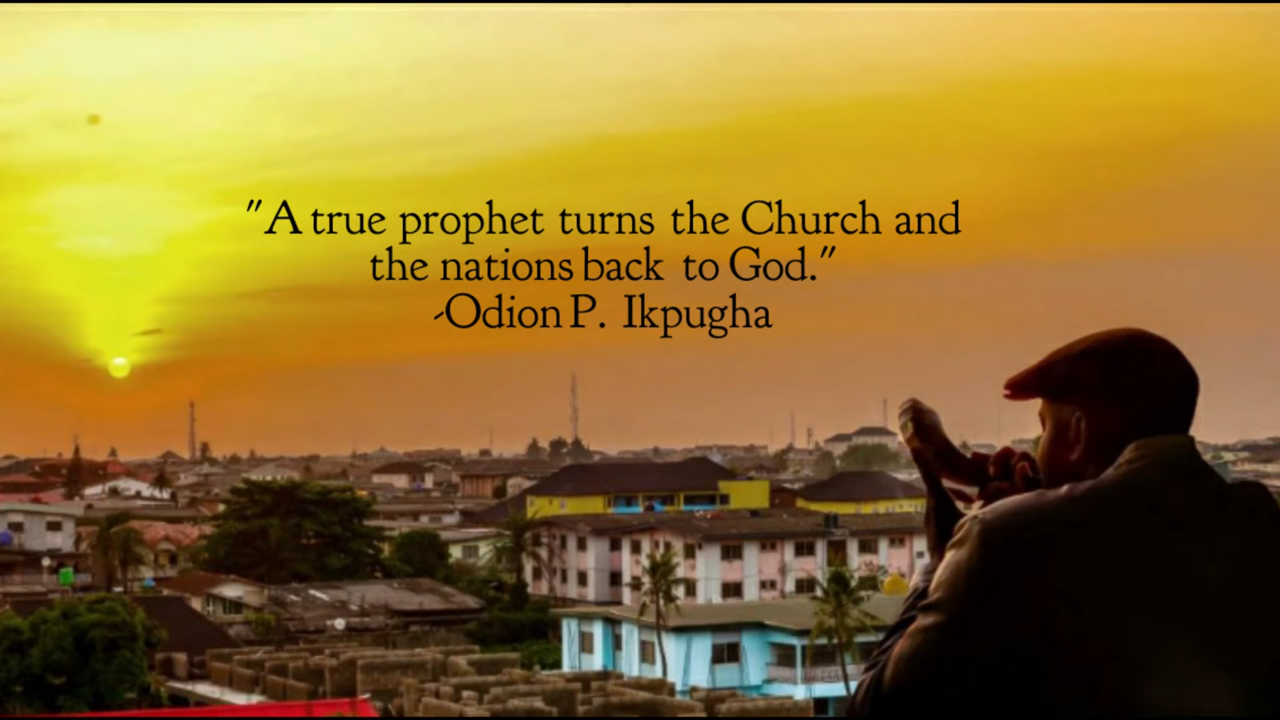 "A true prophet turns the Church and
the nations back to God."
-Odion P. Ikpugha